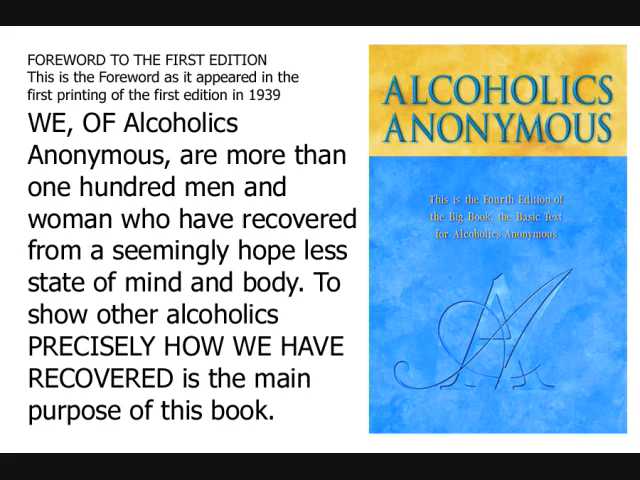 FOREWORD TO THE FIRST EDITION
This is the Foreword as it appeared in the
first printing of the first edition in 1939
WE, OF Alcoholics
Anonymous, are more than
one hundred men and
woman who have recovered
from a seemingly hope less
state of mind and body. To
show other alcoholics
PRECISELY HOW WE HAVE
RECOVERED is the main
purpose of this book.
ALCOHOLICS
ANONYMOUS
This is the Fourth Edition of
the Big Book, the Basic Text
for Alcoholics Anonymous
AA